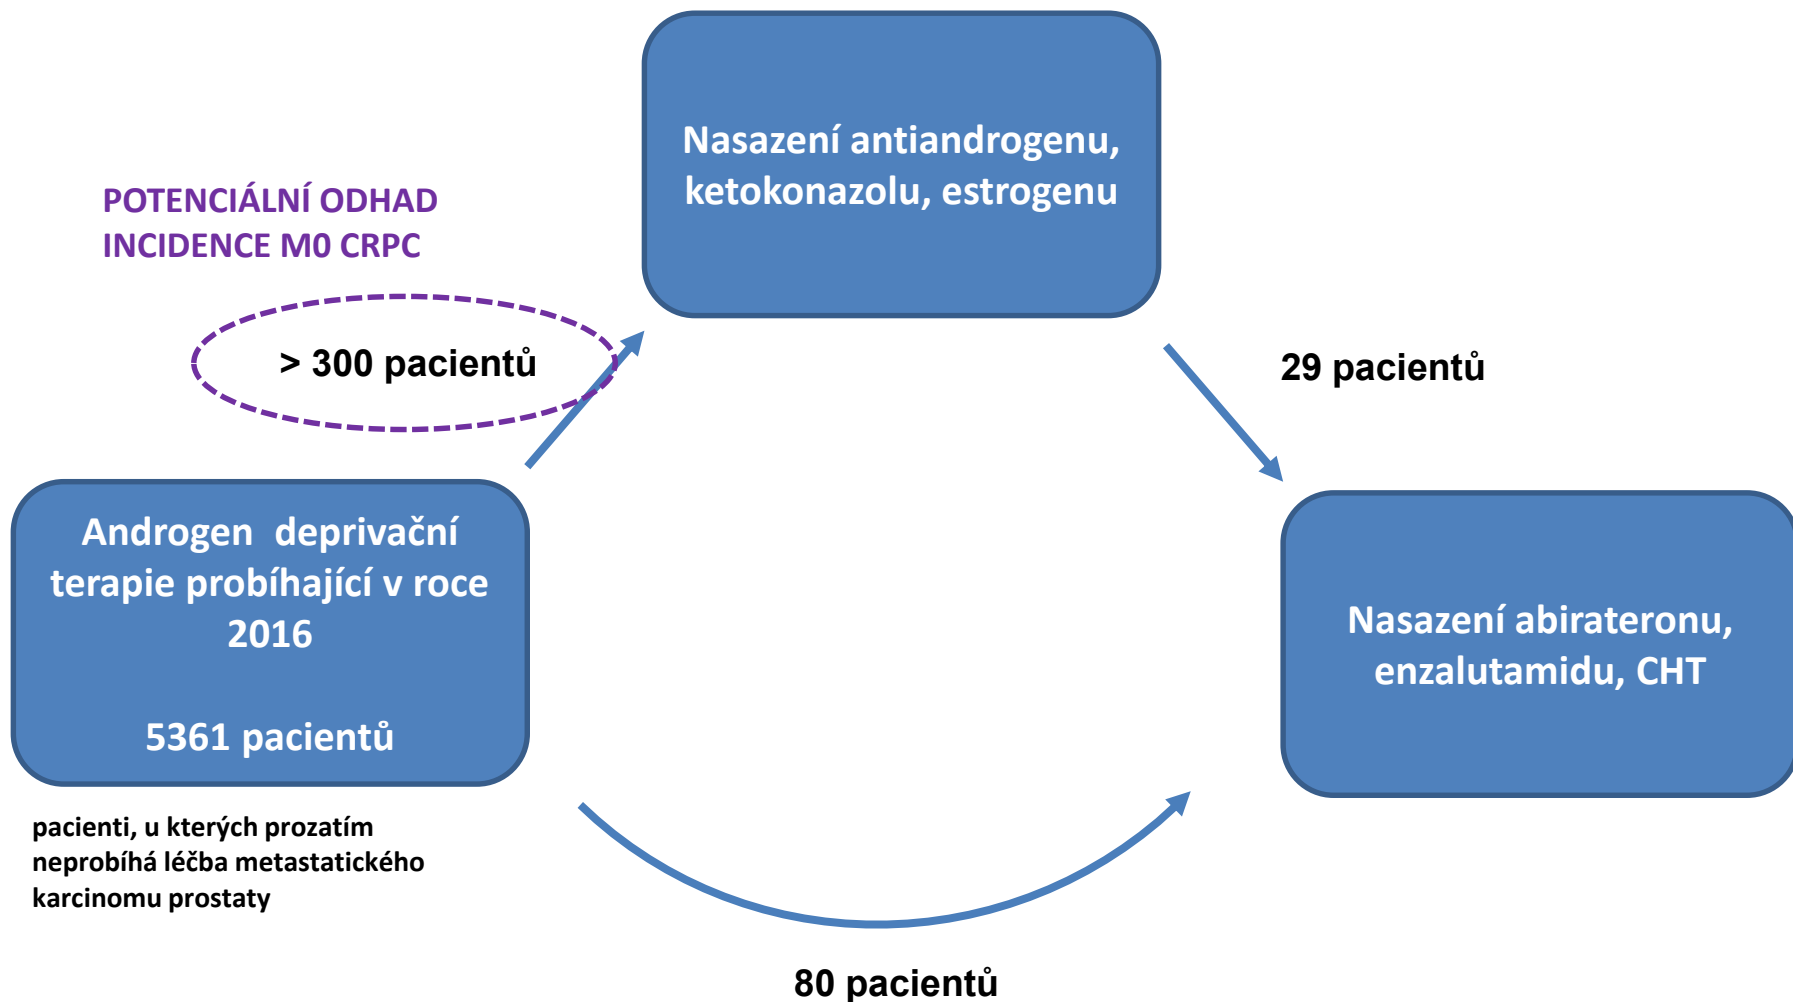 Nasazení antiandrogenu,
ketokonazolu, estrogenu
POTENCIÁLNÍ ODHAD
INCIDENCE M0 CRPC
> 300 pacientů
29 pacientů
Androgen deprivační
terapie probíhající v roce
2016
5361 pacientů
Nasazení abirateronu,
enzalutamidu, CHT
pacienti, u kterých prozatím
neprobíhá léčba metastatického
karcinomu prostaty
80 pacientů